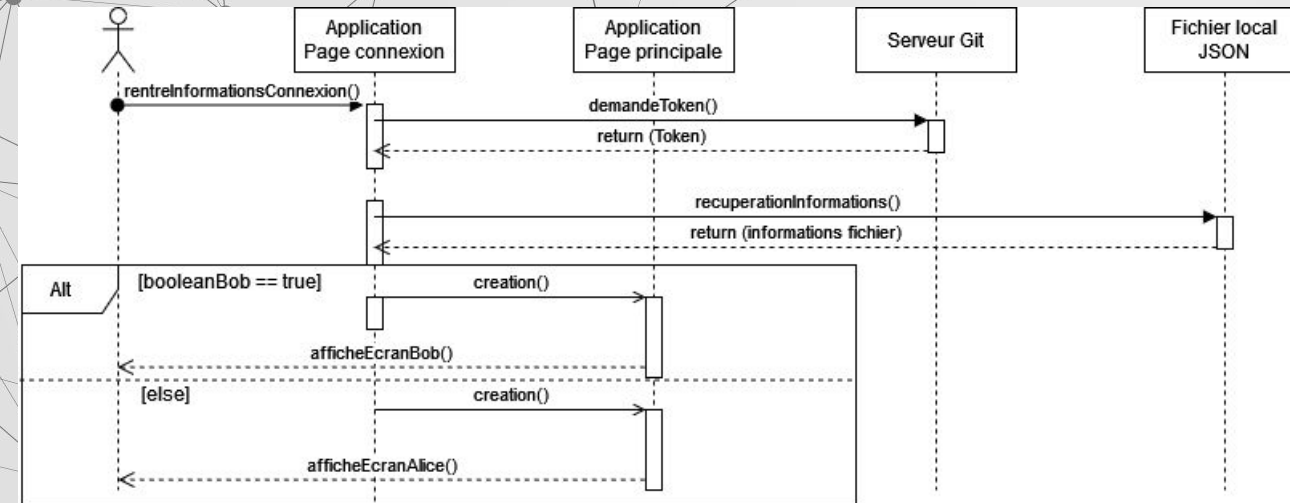 Application
Page connexion
Application
Page principale
Serveur Git
Fichier local
JSON
rentreInformationsConnexion()
demandeToken()
return (Token)
recuperationInformations()
return (informations fichier)
Alt
[booleanBob == true]
creation()
afficheEcranBob()
[else]
creation()
afficheEcranAlice()